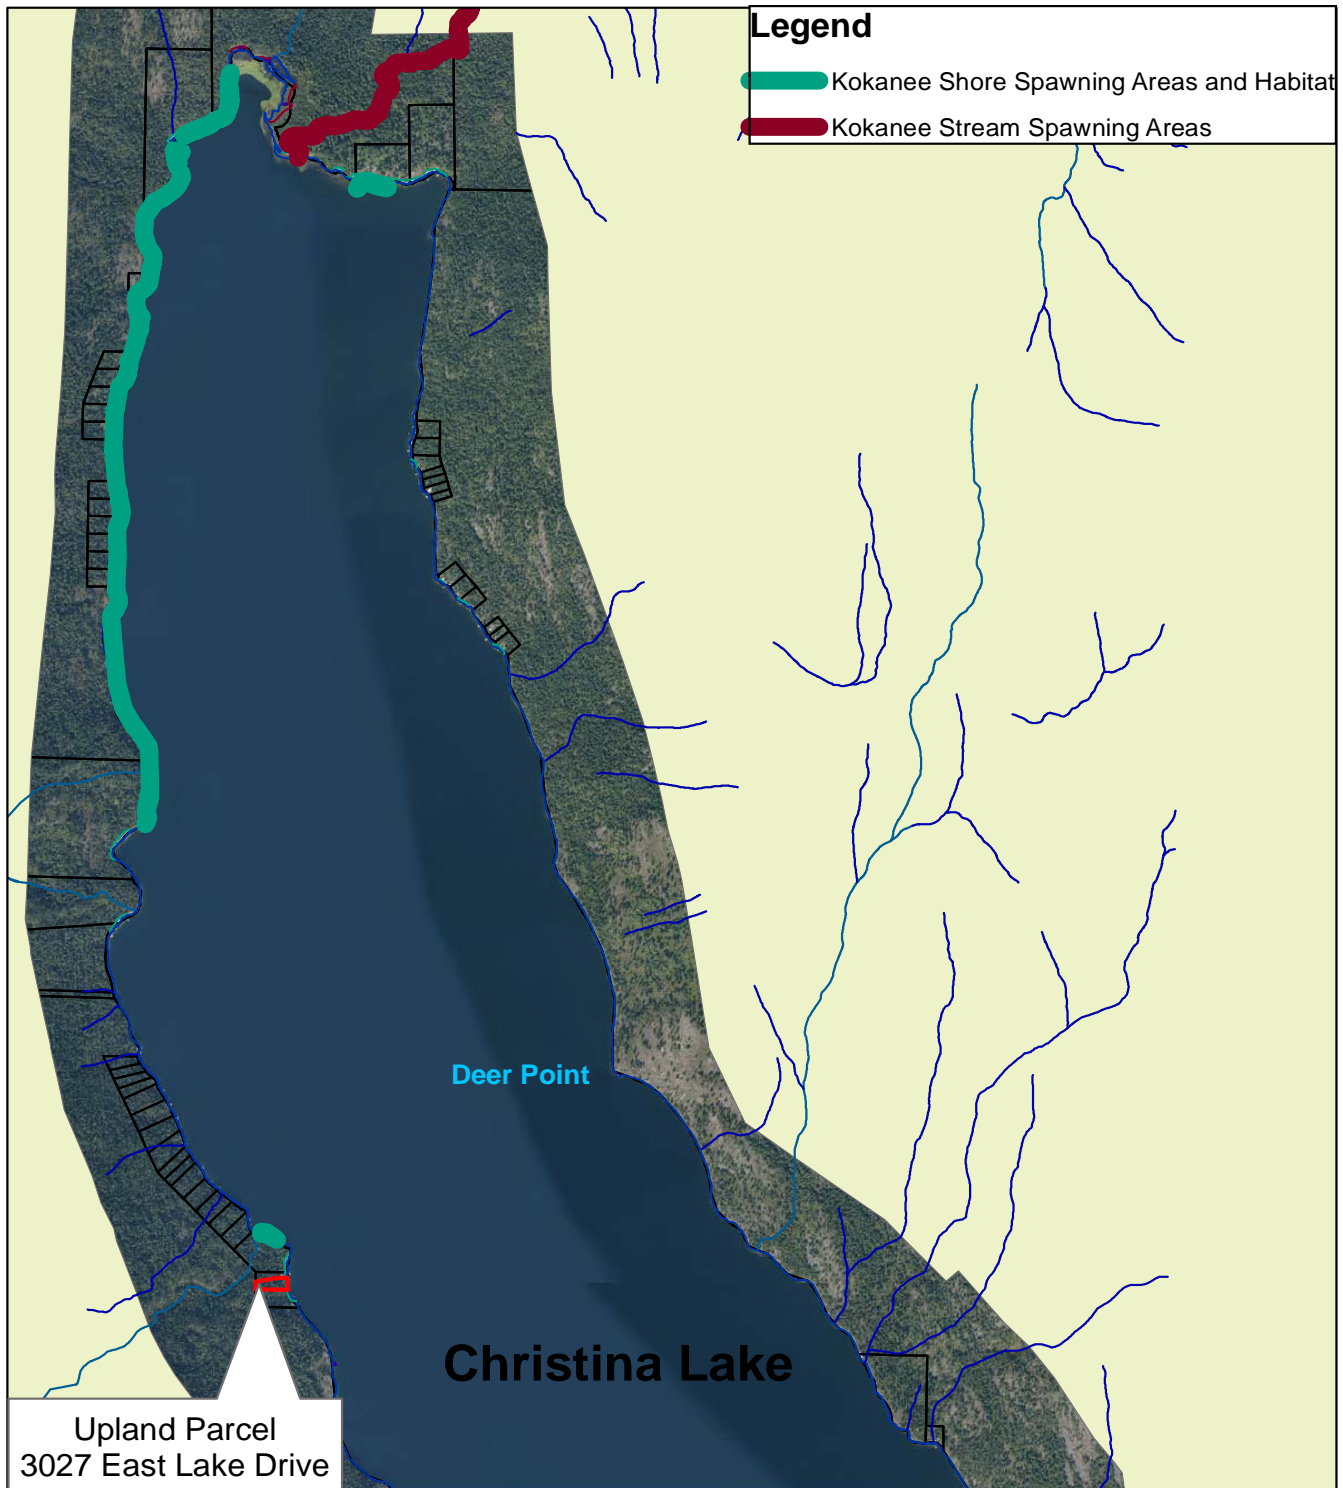 Legend
Kokanee Shore Spawning Areas and Habitat
Kokanee Stream Spawning Areas
Deer Point
Christina Lake
Upland Parcel
3027 East Lake Drive